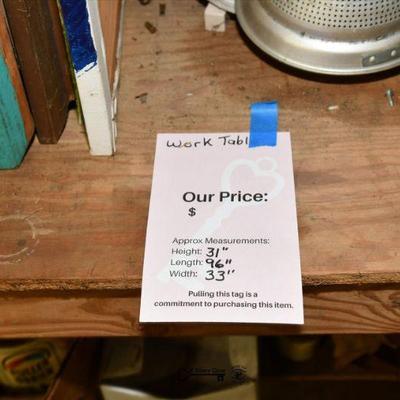 Work Tabl
Our Price:
$
Approx Measurements:
Height: 31"
Length: 96"
Width: 33"
Pulling this tag is a
commitment to purchasing this item.